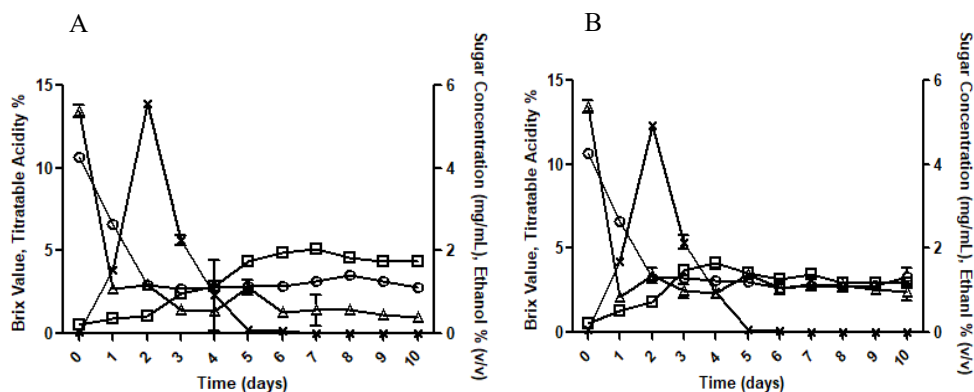 A
Brix Value, Titratable Acidity %
15
10
5
0
0 1 2 3 4 5 6 7 8 9 10
Time (days)
6
4
2
0
Sugar Concentration (mg/mL), Ethanol % (v/v)
B
Brix Value, Titratable Acidity %
15
10
5
0
0 1 2 3 4 5 6 7 8 9 10
Time (days)
6
4
2
0
Sugar Concentration (mg/mL), Ethanol % (v/v)